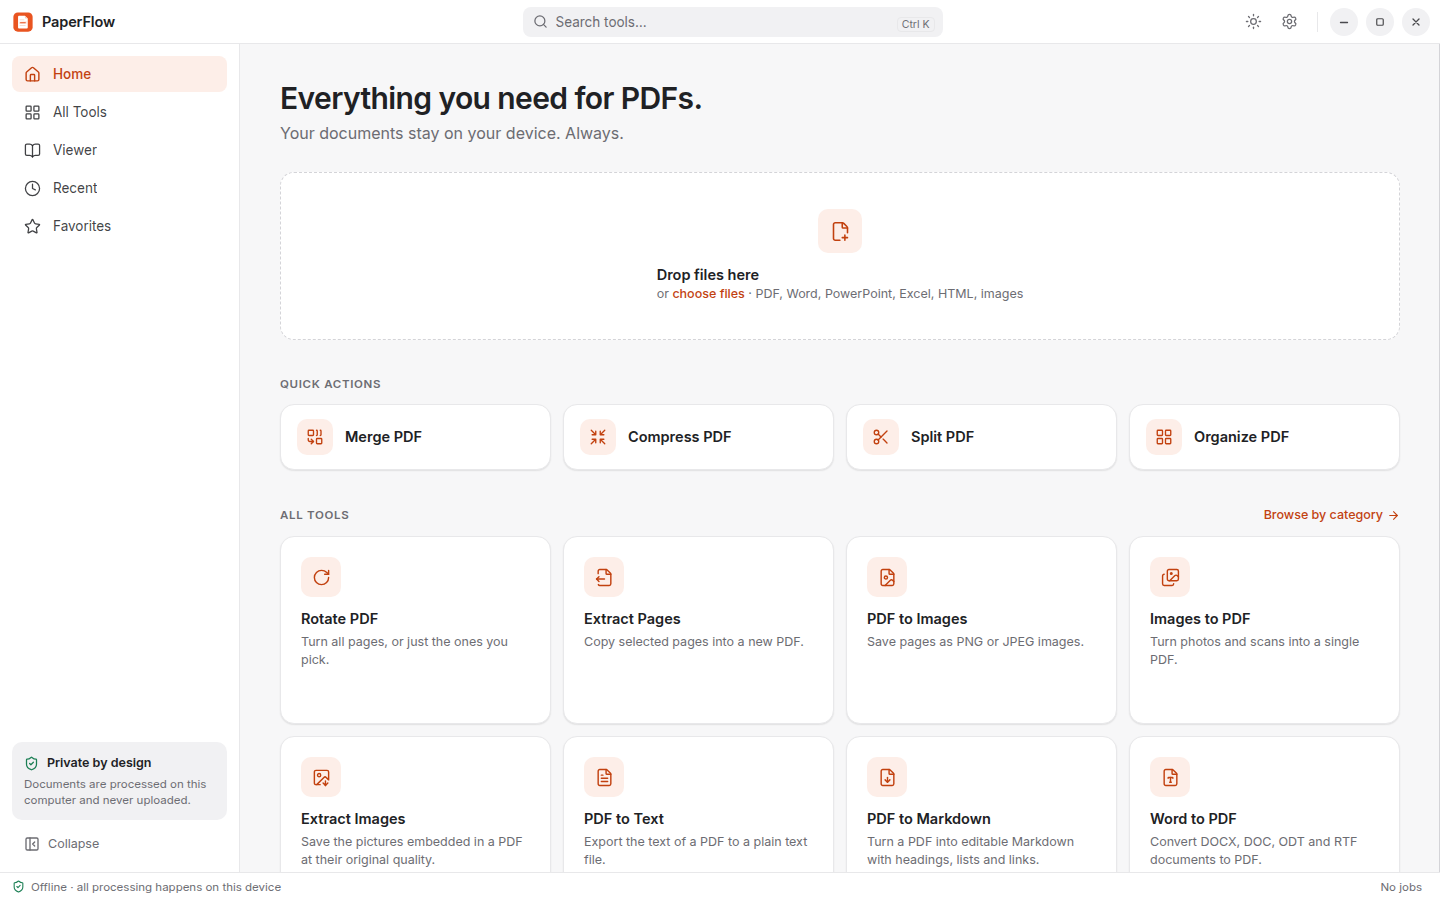 PaperFlow
Search tools...
Ctrl K
Home
All Tools
Viewer
Recent
Favorites
Everything you need for PDFs.
Your documents stay on your device. Always.
Drop files here
or choose files · PDF, Word, PowerPoint, Excel, HTML, images
QUICK ACTIONS
Merge PDF
Compress PDF
Split PDF
Organize PDF
ALL TOOLS
Browse by category
Rotate PDF
Turn all pages, or just the ones you
pick.
Extract Pages
Copy selected pages into a new PDF.
PDF to Images
Save pages as PNG or JPEG images.
Images to PDF
Turn photos and scans into a single
PDF.
Extract Images
Save the pictures embedded in a PDF
at their original quality.
PDF to Text
Export the text of a PDF to a plain text
file.
PDF to Markdown
Turn a PDF into editable Markdown
with headings, lists and links.
Word to PDF
Convert DOCX, DOC, ODT and RTF
documents to PDF.
Private by design
Documents are processed on this
computer and never uploaded.
Collapse
Offline · all processing happens on this device
No jobs